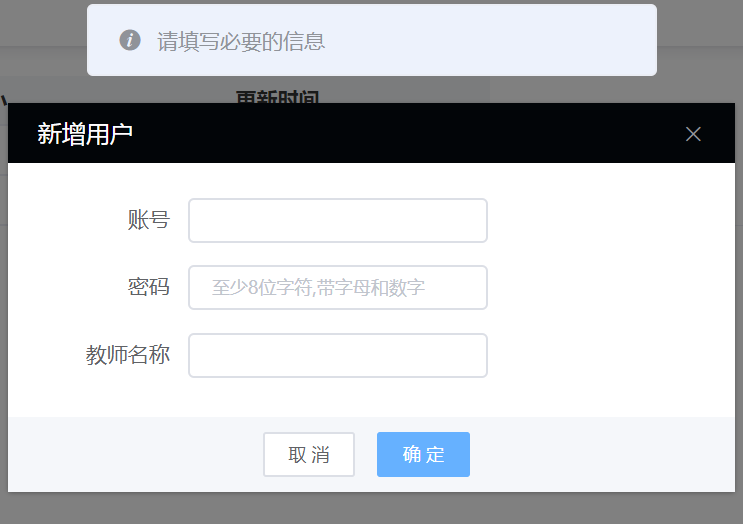 请填写必要的信息
更新时间
新增用户
账号
密码
至少8位字符,带字母和数字
教师名称
取 消
确 定